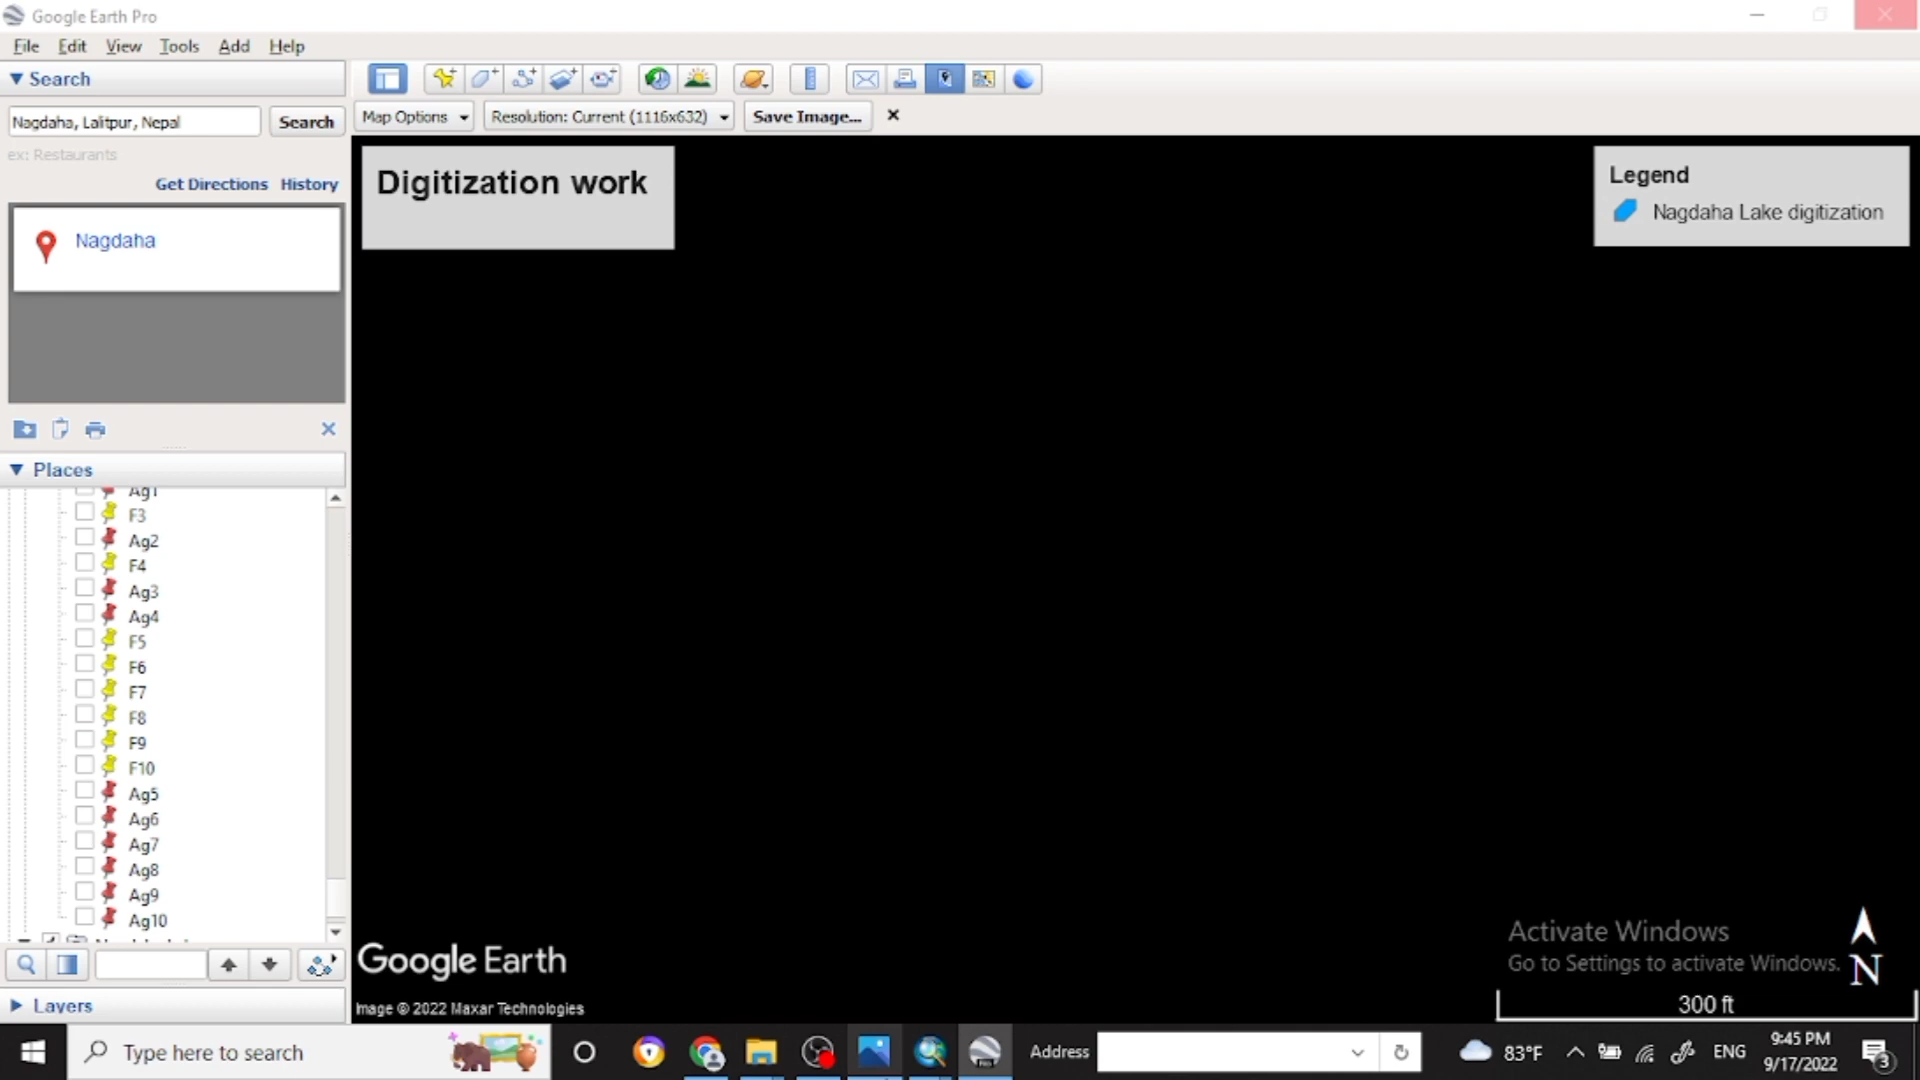 Google Earth Pro
File Edit View Tools Add Help
Search
Nagdaha, Lalitpur, Nepal Search
ex: Restaurants
Get Directions History
Nagdaha
Places
Ag1
F3
Ag2
F4
Ag3
Ag4
F5
F6
F7
F8
F9
F10
Ag5
Ag6
Ag7
Ag8
Ag9
Ag10
Layers
Map Options Resolution: Current (1116x632) Save Image...
Digitization work
Legend
Nagdaha Lake digitization
Google Earth
Image © 2022 Maxar Technologies
Activate Windows
Go to Settings to activate Windows.
N
300 ft
Type here to search
Address
83°F
ENG
9:45 PM
9/17/2022
3